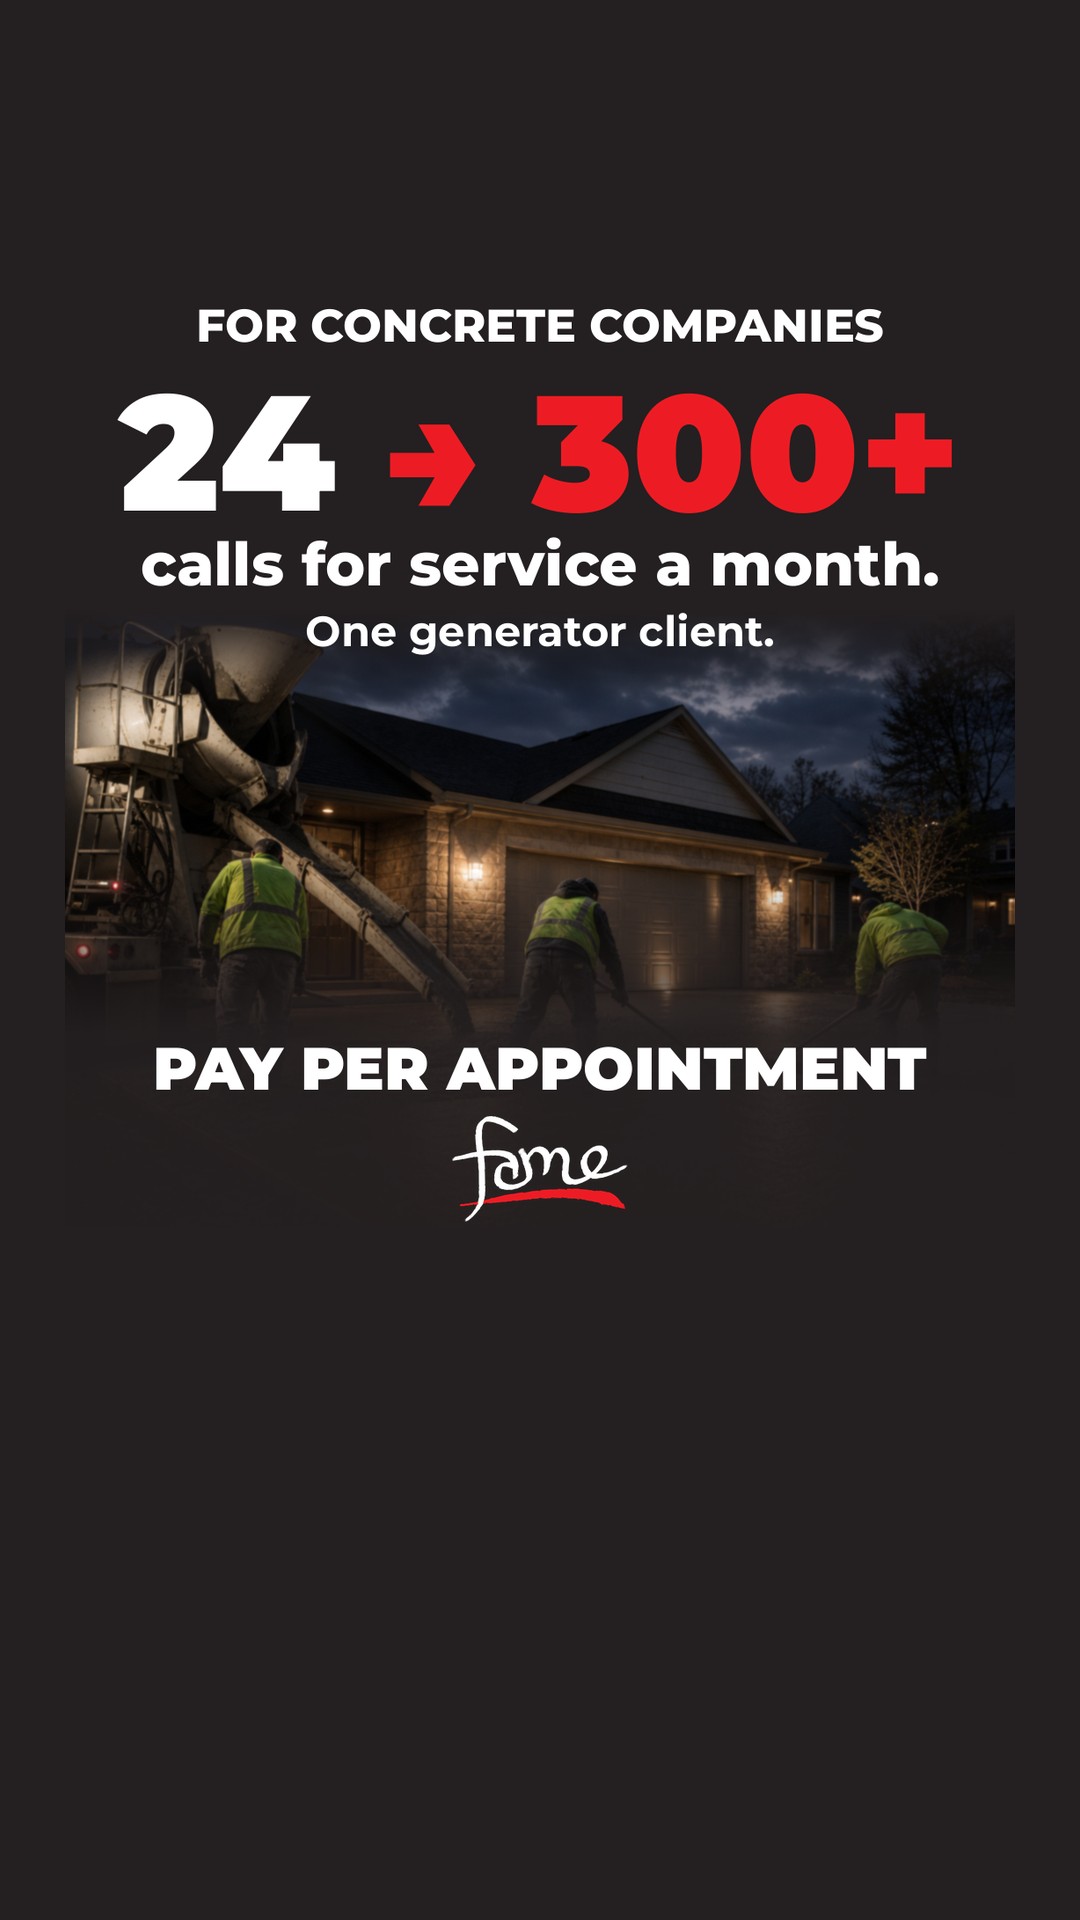 FOR CONCRETE COMPANIES
24 → 300+
calls for service a month.
One generator client.
PAY PER APPOINTMENT
fame